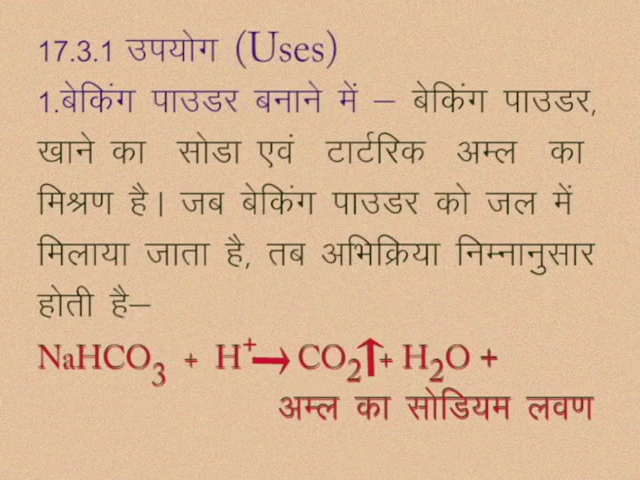 17.3.1 उपयोग (Uses)
1.बेकिंग पाउडर बनाने में – बेकिंग पाउडर,
खाने का सोडा एवं टार्टरिक अम्ल का
मिश्रण है। जब बेकिंग पाउडर को जल में
मिलाया जाता है, तब अभिक्रिया निम्नानुसार
होती है–
NaHCO₃ + H⁺→ CO₂↑+ H₂O +
अम्ल का सोडियम लवण